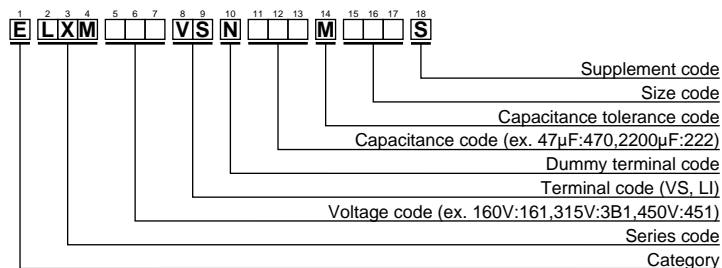 1 2 3 4 5 6 7 8 9 10 11 12 13 14 15 16 17 18
E L X M V S N M S
Supplement code
Size code
Capacitance tolerance code
Capacitance code (ex. 47μF:470,2200μF:222)
Dummy terminal code
Terminal code (VS, LI)
Voltage code (ex. 160V:161,315V:3B1,450V:451)
Series code
Category